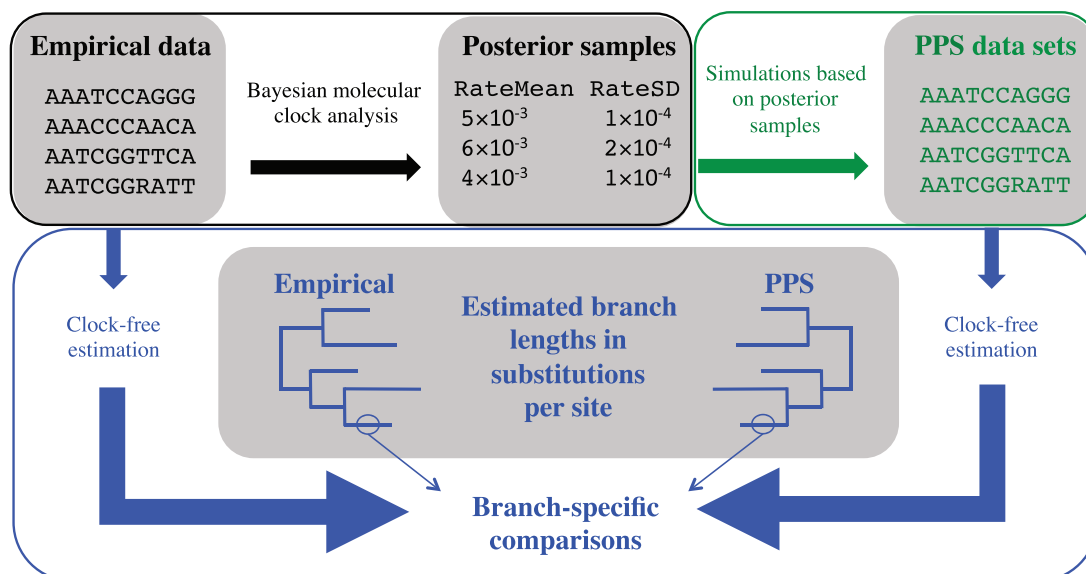 Empirical data
AAATCCAGGG
AAACCCAACA
AATCGGTTCA
AATCGGRATT
Bayesian molecular
clock analysis
Posterior samples
RateMean RateSD
5×10⁻³ 1×10⁻⁴
6×10⁻³ 2×10⁻⁴
4×10⁻³ 1×10⁻⁴
Simulations based
on posterior
samples
PPS data sets
AAATCCAGGG
AAACCCAACA
AATCGGTTCA
AATCGGRATT
Clock-free
estimation
Empirical
Estimated branch
lengths in
substitutions
per site
PPS
Clock-free
estimation
Branch-specific
comparisons